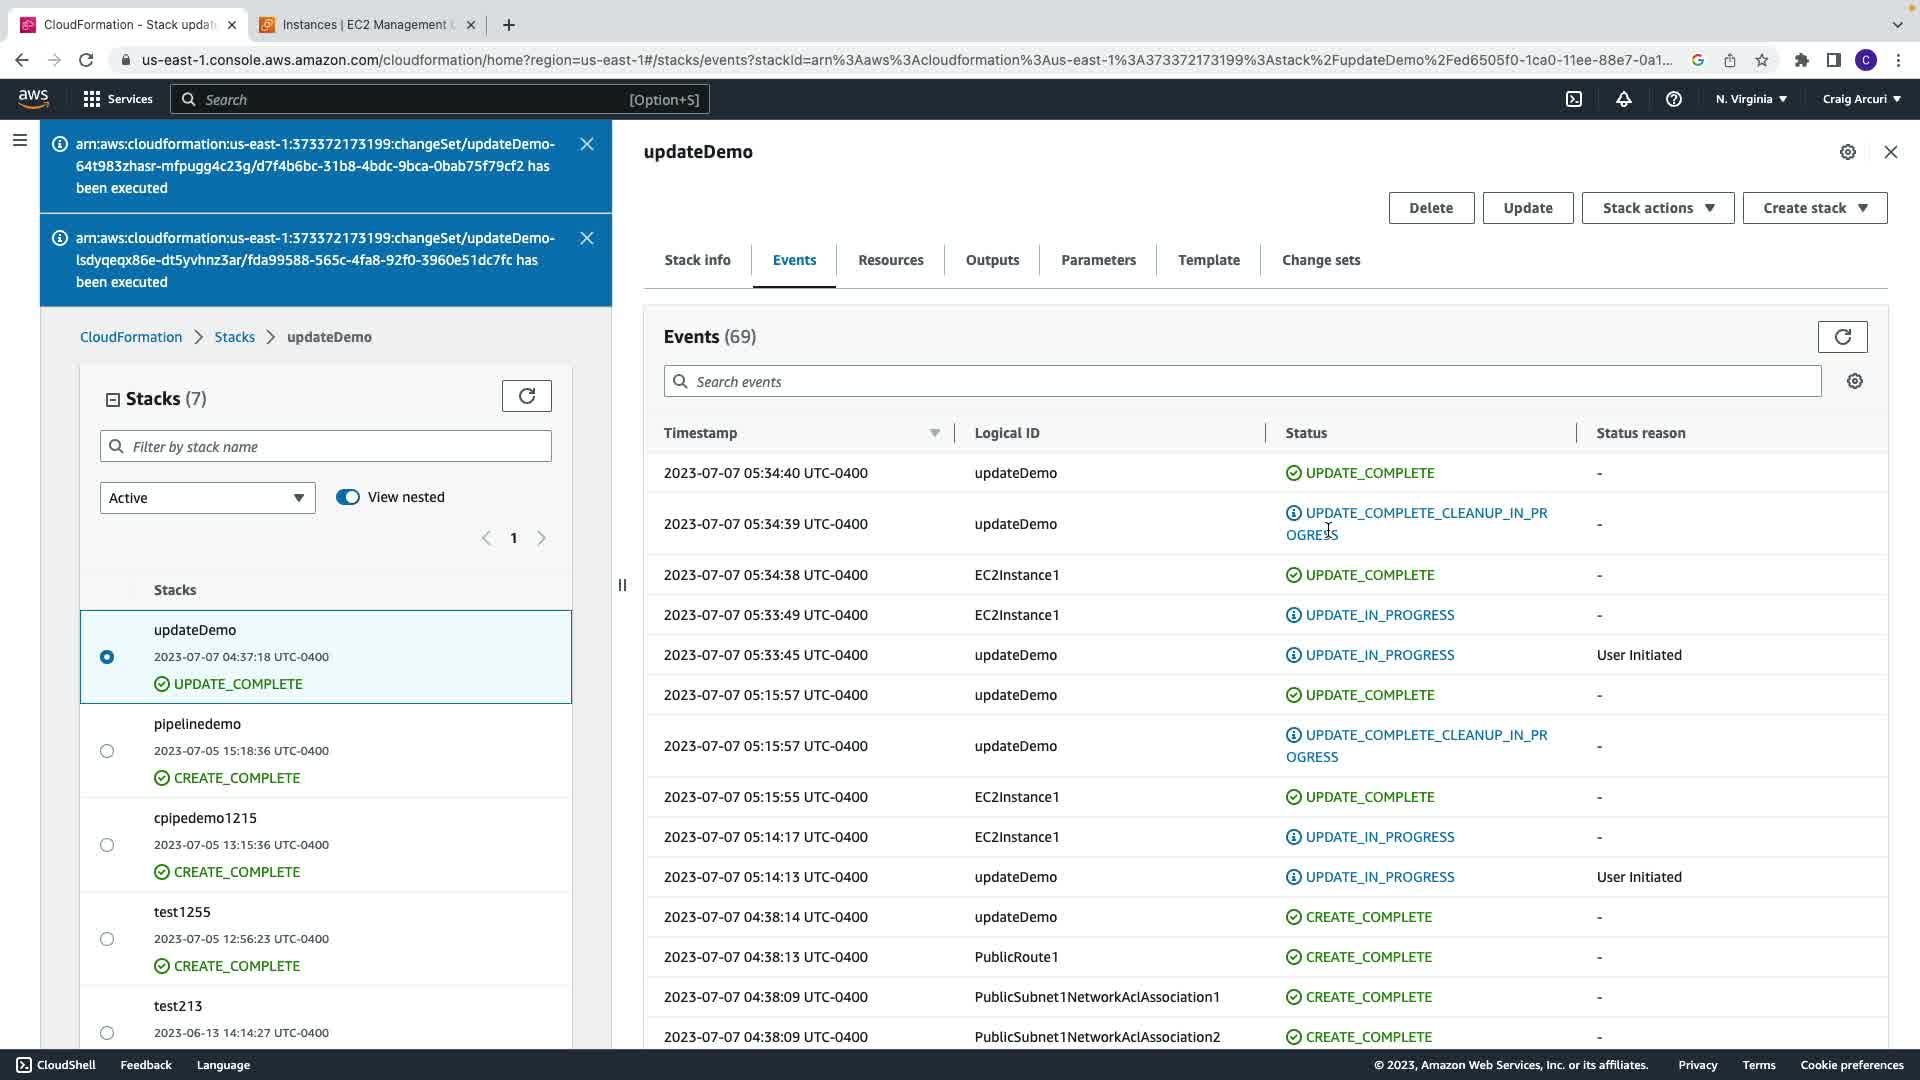 CloudFormation - Stack updat
Instances | EC2 Management
us-east-1.console.aws.amazon.com/cloudformation/home?region=us-east-1#/stacks/events?stackId=arn%3Aaws%3Acloudformation%3Aus-east-1%3A373372173199%3Astack%2FupdateDemo%2Fed6505f0-1ca0-11ee-88e7-0a1...
C
aws
Services
Search
[Option+S]
N. Virginia
Craig Arcuri
arn:aws:cloudformation:us-east-1:373372173199:changeSet/updateDemo-
64t983zhasr-mfpugg4c23g/d7f4b6bc-31b8-4bdc-9bca-0bab75f79cf2 has
been executed
arn:aws:cloudformation:us-east-1:373372173199:changeSet/updateDemo-
lsdyqeqx86e-dt5yvhnz3ar/fda99588-565c-4fa8-92f0-3960e51dc7fc has
been executed
CloudFormation > Stacks > updateDemo
Stacks (7)
Filter by stack name
Active
View nested
1
Stacks
updateDemo
2023-07-07 04:37:18 UTC-0400
UPDATE_COMPLETE
pipelinedemo
2023-07-05 15:18:36 UTC-0400
CREATE_COMPLETE
cpipedemo1215
2023-07-05 13:15:36 UTC-0400
CREATE_COMPLETE
test1255
2023-07-05 12:56:23 UTC-0400
CREATE_COMPLETE
test213
2023-06-13 14:14:27 UTC-0400
updateDemo
Delete
Update
Stack actions
Create stack
Stack info
Events
Resources
Outputs
Parameters
Template
Change sets
Events (69)
Search events
Timestamp Logical ID Status Status reason
2023-07-07 05:34:40 UTC-0400 updateDemo UPDATE_COMPLETE -
2023-07-07 05:34:39 UTC-0400 updateDemo UPDATE_COMPLETE_CLEANUP_IN_PR -
OGRESS
2023-07-07 05:34:38 UTC-0400 EC2Instance1 UPDATE_COMPLETE -
2023-07-07 05:33:49 UTC-0400 EC2Instance1 UPDATE_IN_PROGRESS -
2023-07-07 05:33:45 UTC-0400 updateDemo UPDATE_IN_PROGRESS User Initiated
2023-07-07 05:15:57 UTC-0400 updateDemo UPDATE_COMPLETE -
2023-07-07 05:15:57 UTC-0400 updateDemo UPDATE_COMPLETE_CLEANUP_IN_PR -
OGRESS
2023-07-07 05:15:55 UTC-0400 EC2Instance1 UPDATE_COMPLETE -
2023-07-07 05:14:17 UTC-0400 EC2Instance1 UPDATE_IN_PROGRESS -
2023-07-07 05:14:13 UTC-0400 updateDemo UPDATE_IN_PROGRESS User Initiated
2023-07-07 04:38:14 UTC-0400 updateDemo CREATE_COMPLETE -
2023-07-07 04:38:13 UTC-0400 PublicRoute1 CREATE_COMPLETE -
2023-07-07 04:38:09 UTC-0400 PublicSubnet1NetworkAclAssociation1 CREATE_COMPLETE -
2023-07-07 04:38:09 UTC-0400 PublicSubnet1NetworkAclAssociation2 CREATE_COMPLETE -
CloudShell
Feedback
Language
© 2023, Amazon Web Services, Inc. or its affiliates.
Privacy
Terms
Cookie preferences